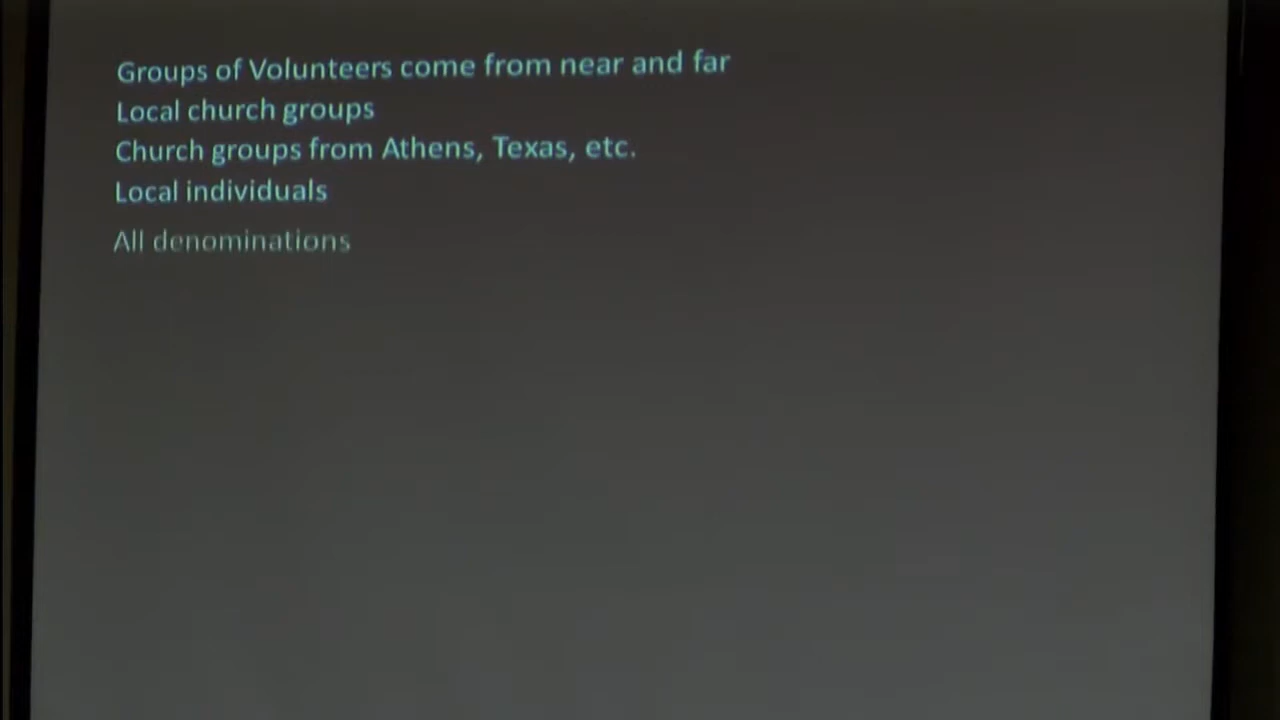 Groups of Volunteers come from near and far
Local church groups
Church groups from Athens, Texas, etc.
Local individuals
All denominations